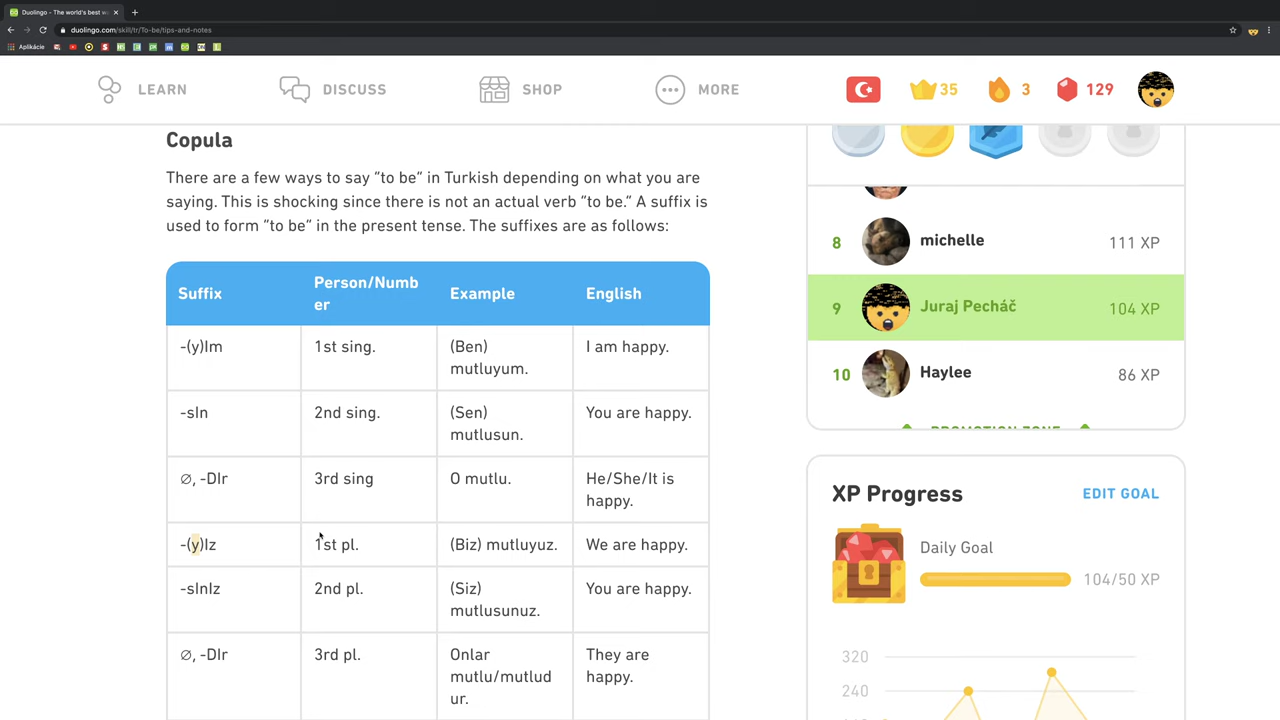 Duolingo - The world's best w
duolingo.com/skill/tr/To-be/tips-and-notes
Aplikácie
LEARN
DISCUSS
SHOP
MORE
35
3
129
Copula
There are a few ways to say “to be” in Turkish depending on what you are
saying. This is shocking since there is not an actual verb “to be.” A suffix is
used to form “to be” in the present tense. The suffixes are as follows:
Suffix
Person/Numb
er
Example
English
-(y)Im
1st sing.
(Ben)
mutluyum.
I am happy.
-sIn
2nd sing.
(Sen)
mutlusun.
You are happy.
∅, -DIr
3rd sing
O mutlu.
He/She/It is
happy.
-(y)Iz
1st pl.
(Biz) mutluyuz.
We are happy.
-sInIz
2nd pl.
(Siz)
mutlusunuz.
You are happy.
∅, -DIr
3rd pl.
Onlar
mutlu/mutlud
ur.
They are
happy.
8
michelle
111 XP
9
Juraj Pecháč
104 XP
10
Haylee
86 XP
PROMOTION ZONE
XP Progress
EDIT GOAL
Daily Goal
104/50 XP
320
240